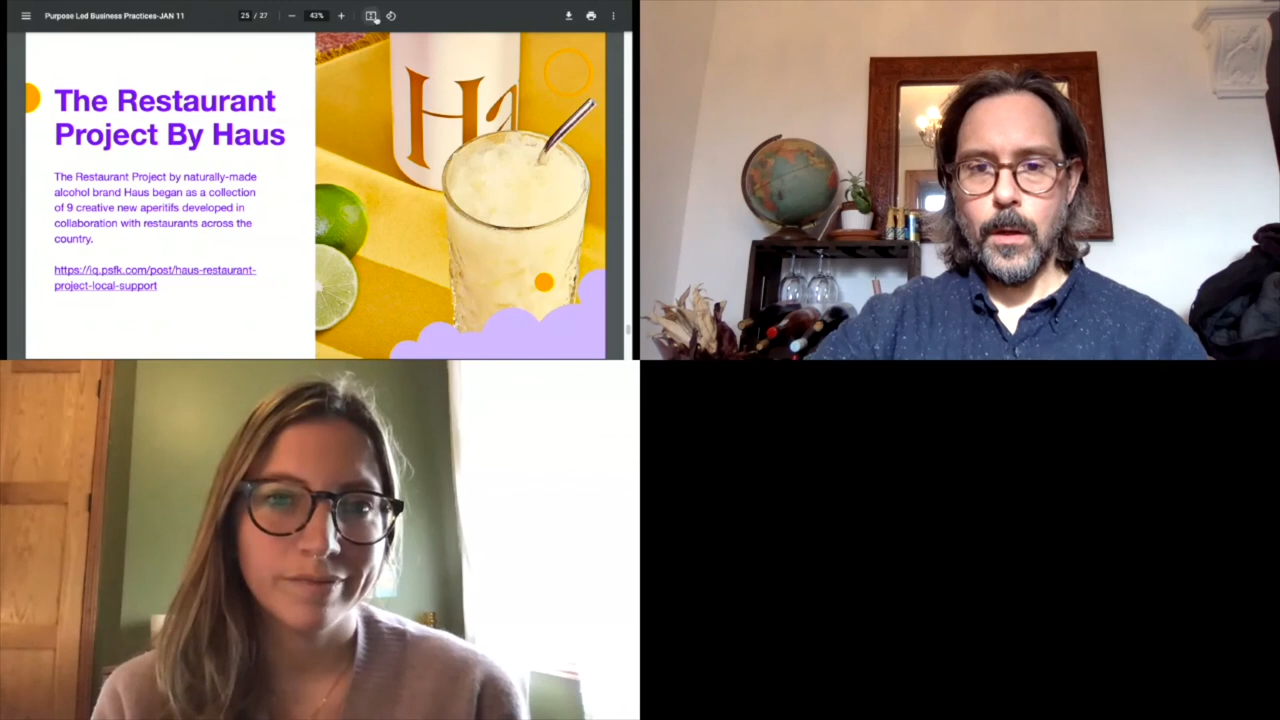 Purpose Led Business Practices-JAN 11
25 / 27
43%
The Restaurant
Project By Haus
The Restaurant Project by naturally-made
alcohol brand Haus began as a collection
of 9 creative new aperitifs developed in
collaboration with restaurants across the
country.
https://iq.psfk.com/post/haus-restaurant-
project-local-support
Ha